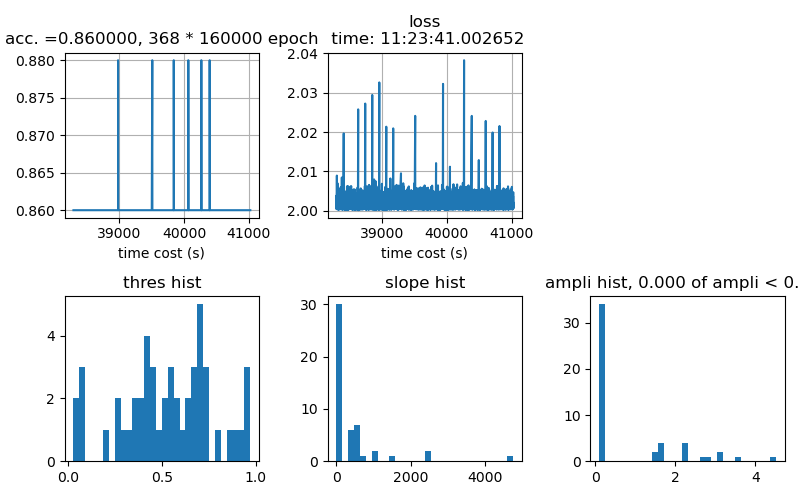 acc. =0.860000, 368 * 160000 epoch
0.880
0.875
0.870
0.865
0.860
39000 40000 41000
time cost (s)
loss
time: 11:23:41.002652
2.04
2.03
2.02
2.01
2.00
39000 40000 41000
time cost (s)
thres hist
4
2
0
0.0 0.5 1.0
slope hist
30
20
10
0
0 2000 4000
ampli hist, 0.000 of ampli < 0.
30
20
10
0
0 2 4